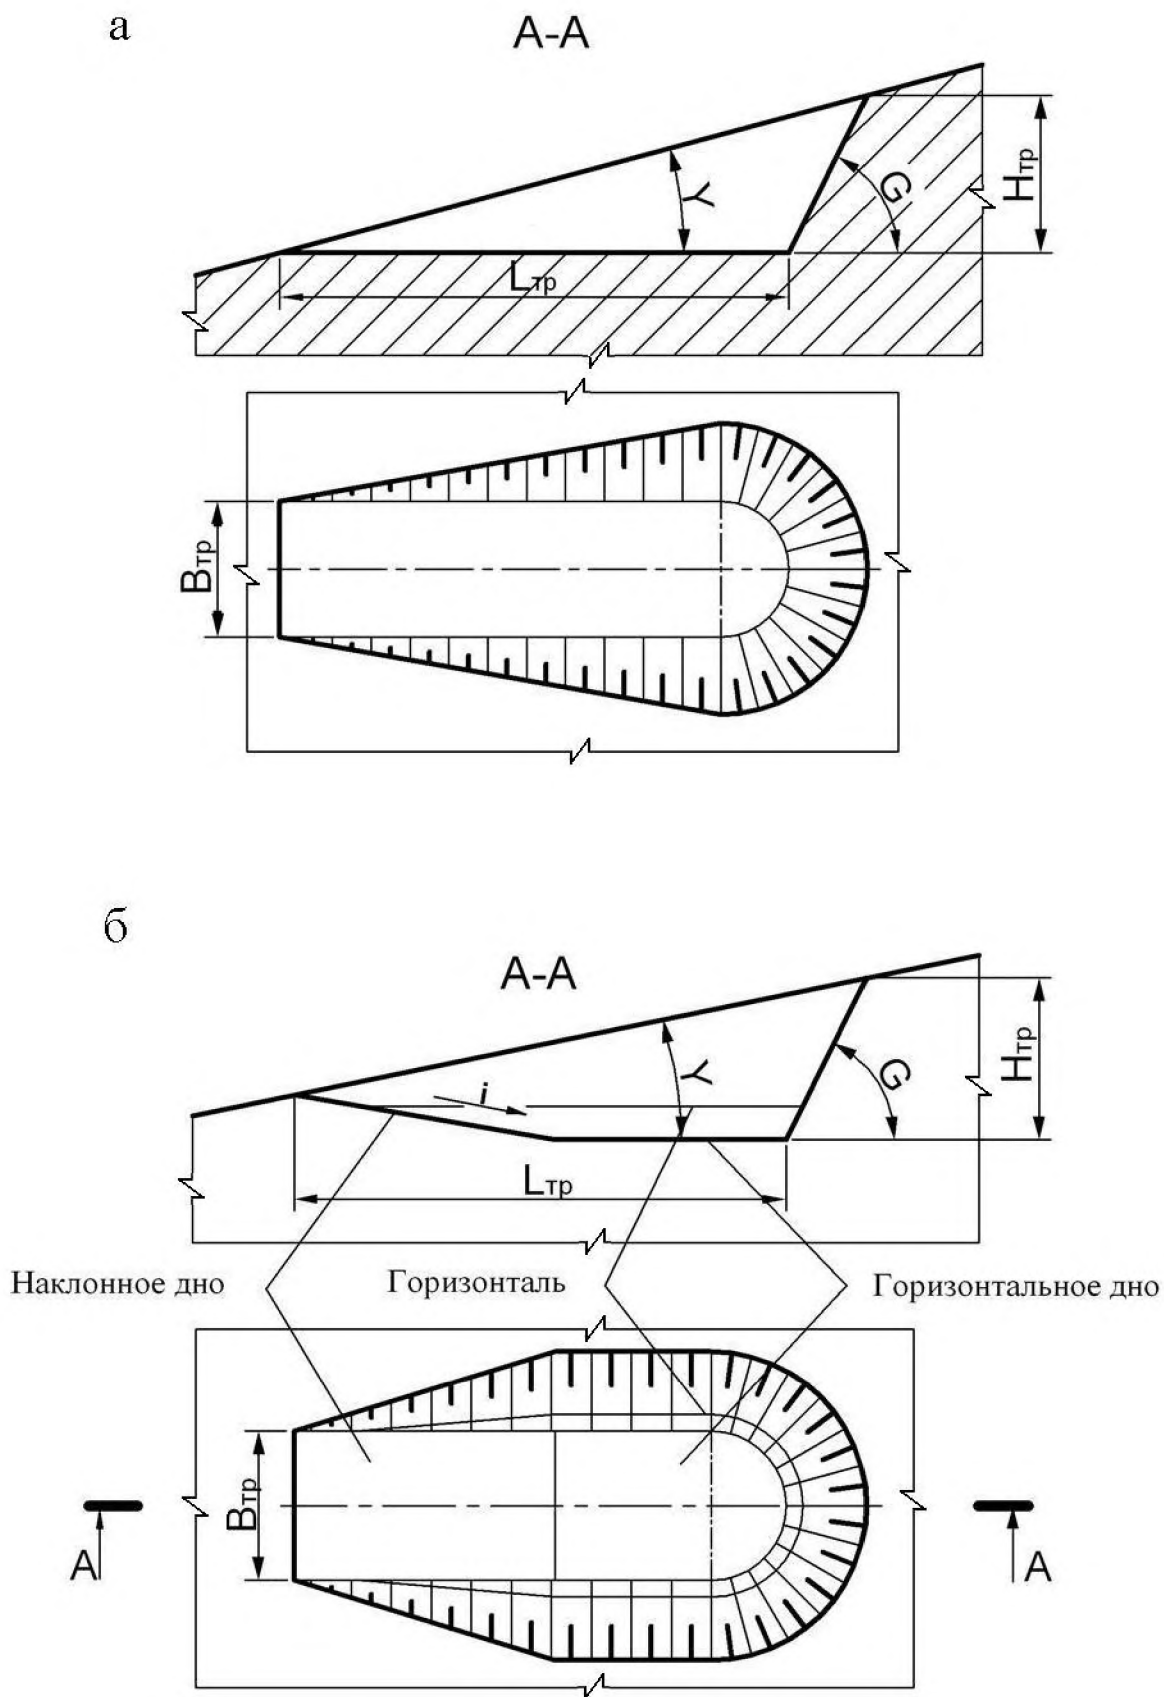 а
А-А
Y
G
Hтр
Lтр
Bтр
б
А-А
i
Y
G
Hтр
Lтр
Наклонное дно
Горизонталь
Горизонтальное дно
Bтр
А
А